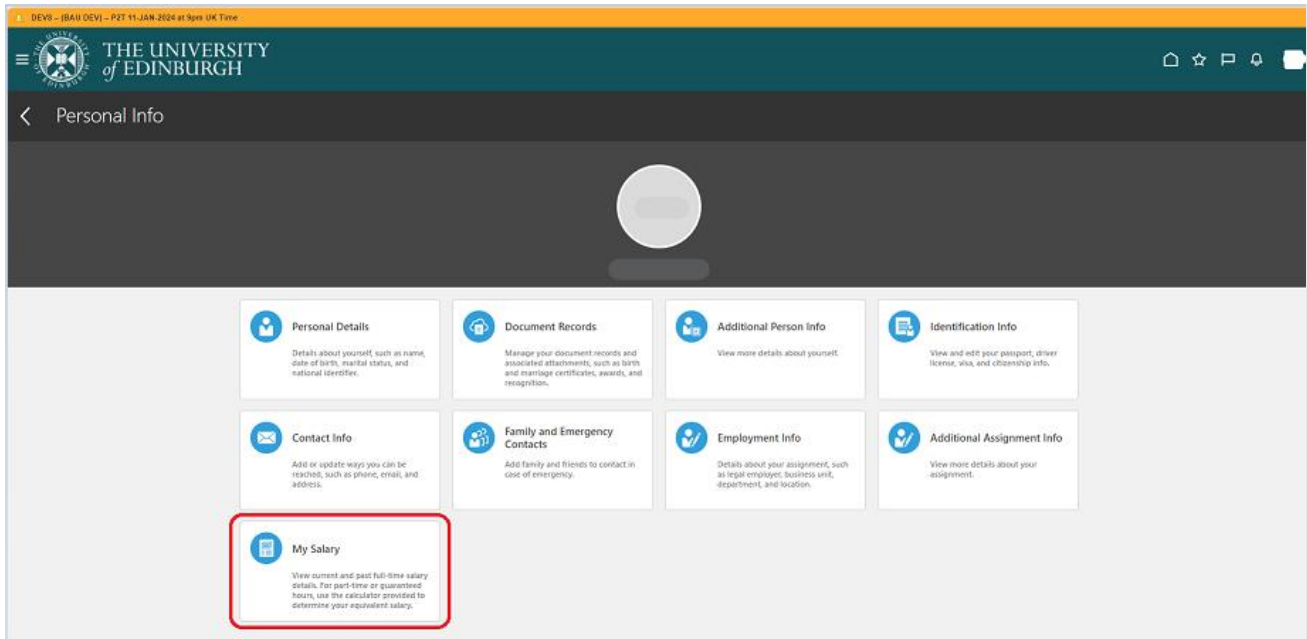 DEV8 – (BAU DEV) – P2T 11-JAN-2024 at 9pm UK Time
THE UNIVERSITY
of EDINBURGH
Personal Info
Personal Details
Details about yourself, such as name,
date of birth, marital status, and
national identifier.
Document Records
Manage your document records and
associated attachments, such as birth
and marriage certificates, awards, and
recognition.
Additional Person Info
View more details about yourself.
Identification Info
View and edit your passport, driver
license, visa, and citizenship info.
Contact Info
Add or update ways you can be
reached, such as phone, email, and
address.
Family and Emergency
Contacts
Add family and friends to contact in
case of emergency.
Employment Info
Details about your assignment, such
as legal employer, business unit,
department, and location.
Additional Assignment Info
View more details about your
assignment.
My Salary
View current and past full-time salary
details. For part-time or guaranteed
hours, use the calculator provided to
determine your equivalent salary.